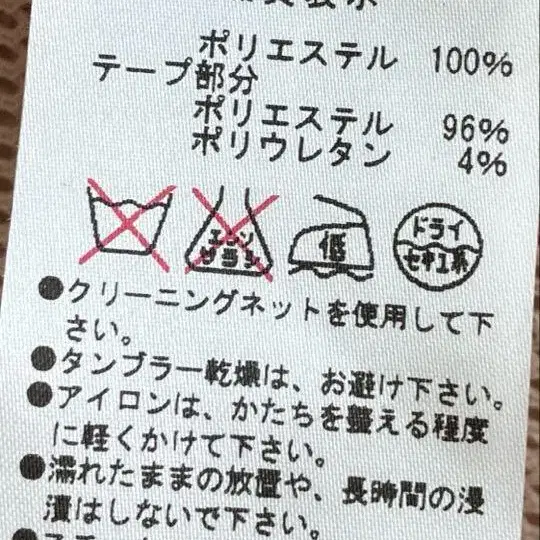 ポリエステル 100%
テープ部分
ポリエステル 96%
ポリウレタン 4%
エンソサラシ 低 ドライ
セキユ系
●クリーニングネットを使用して下
さい。
●タンブラー乾燥は、お避け下さい。
●アイロンは、かたちを整える程度
に軽くかけて下さい。
●濡れたままの放置や、長時間の浸
漬はしないで下さい。